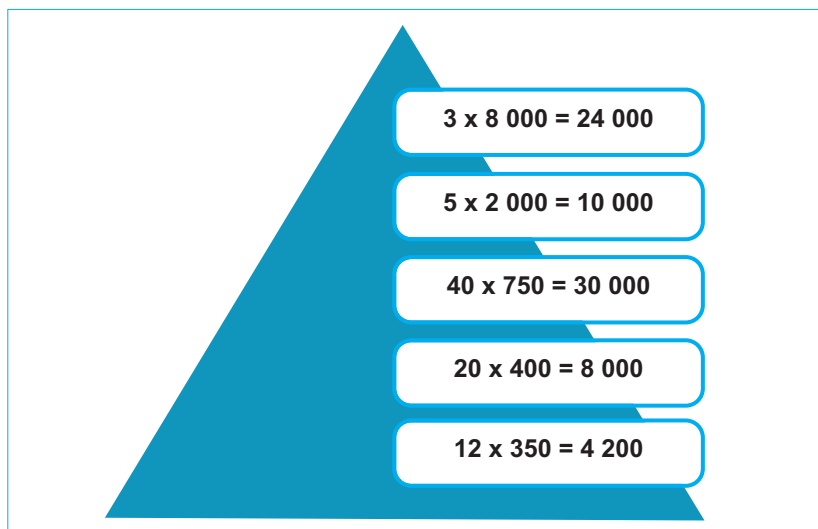 3 x 8 000 = 24 000
5 x 2 000 = 10 000
40 x 750 = 30 000
20 x 400 = 8 000
12 x 350 = 4 200